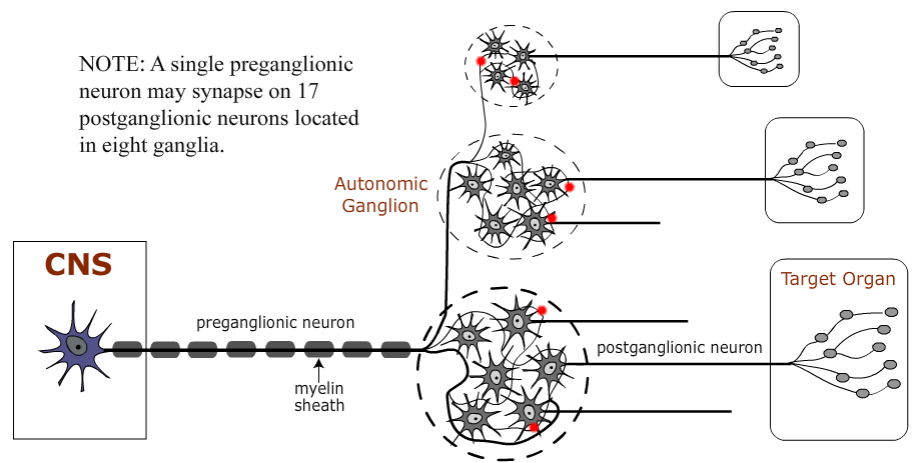 NOTE: A single preganglionic
neuron may synapse on 17
postganglionic neurons located
in eight ganglia.
Autonomic
Ganglion
CNS
Target Organ
preganglionic neuron
postganglionic neuron
myelin
sheath